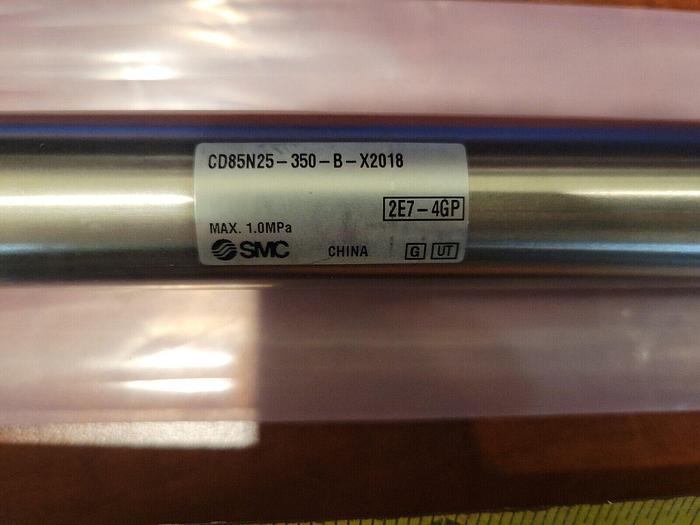 CD85N25-350-B-X2018
2E7-4GP
MAX. 1.0MPa
SMC CHINA G UT